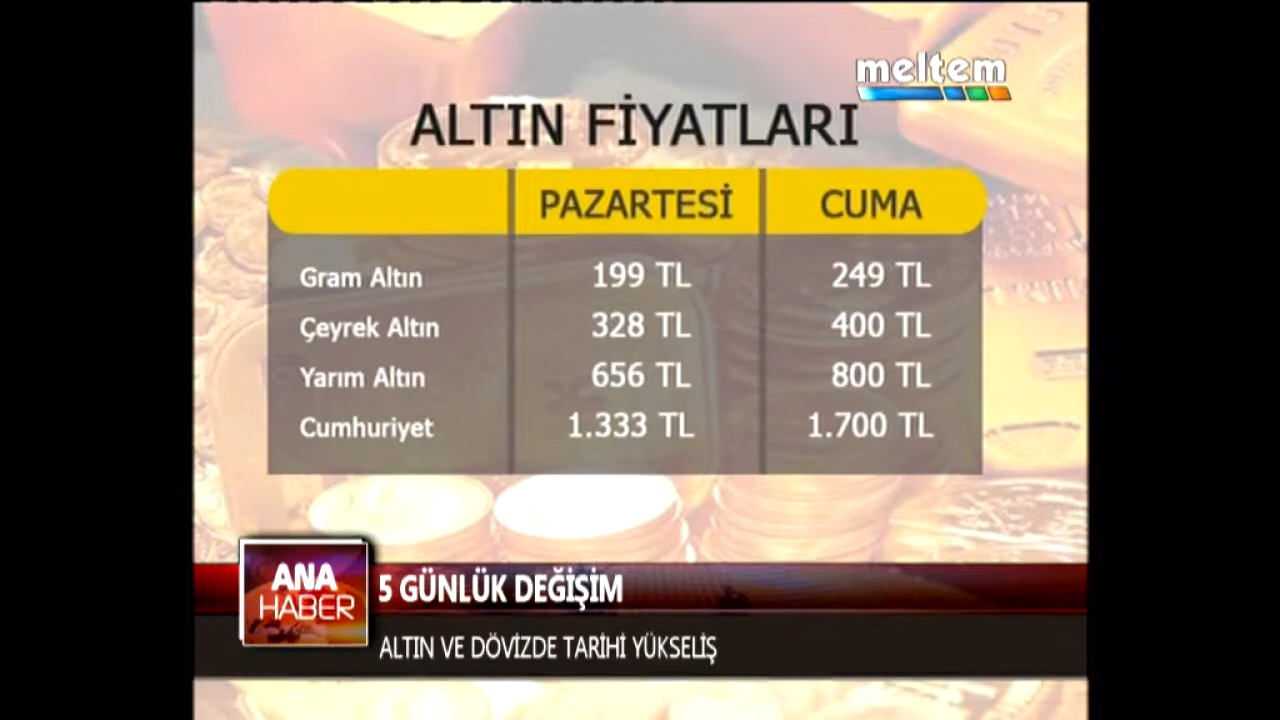 meltem
ALTIN FİYATLARI
PAZARTESİ CUMA
Gram Altın 199 TL 249 TL
Çeyrek Altın 328 TL 400 TL
Yarım Altın 656 TL 800 TL
Cumhuriyet 1.333 TL 1.700 TL
ANA
HABER
5 GÜNLÜK DEĞİŞİM
ALTIN VE DÖVİZDE TARİHİ YÜKSELİŞ